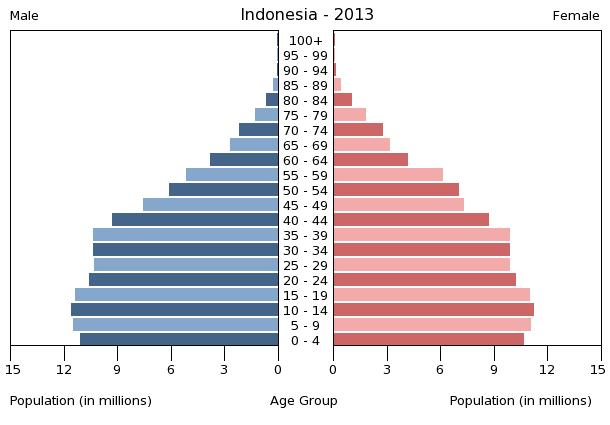 Indonesia - 2013
Male
Female
100+
95 - 99
90 - 94
85 - 89
80 - 84
75 - 79
70 - 74
65 - 69
60 - 64
55 - 59
50 - 54
45 - 49
40 - 44
35 - 39
30 - 34
25 - 29
20 - 24
15 - 19
10 - 14
5 - 9
0 - 4
15 12 9 6 3 0 0 3 6 9 12 15
Population (in millions) Age Group Population (in millions)